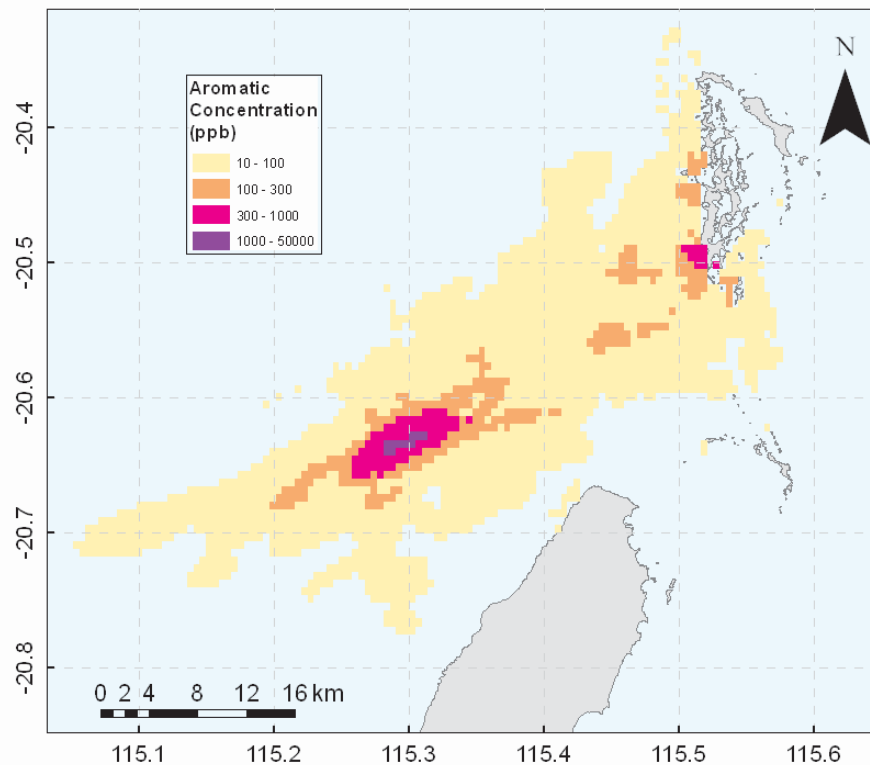 N
Aromatic
Concentration
(ppb)
10 - 100
100 - 300
300 - 1000
1000 - 50000
-20.4
-20.5
-20.6
-20.7
-20.8
0 2 4 8 12 16 km
115.1 115.2 115.3 115.4 115.5 115.6